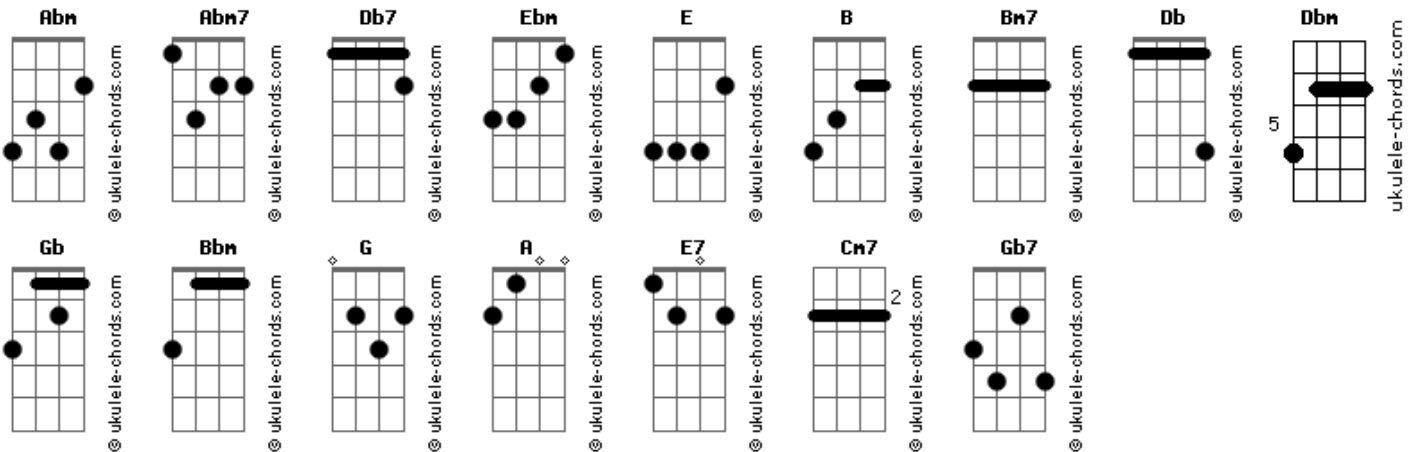 Abm Abm7 Db7 Ebm E B Bm7 Db Dbm
© ukulele-chords.com © ukulele-chords.com © ukulele-chords.com © ukulele-chords.com © ukulele-chords.com © ukulele-chords.com © ukulele-chords.com © ukulele-chords.com 5 ukulele-chords.com
Gb Bbm G A E7 Cm7 Gb7
© ukulele-chords.com © ukulele-chords.com © ukulele-chords.com © ukulele-chords.com © ukulele-chords.com 2 © ukulele-chords.com © ukulele-chords.com